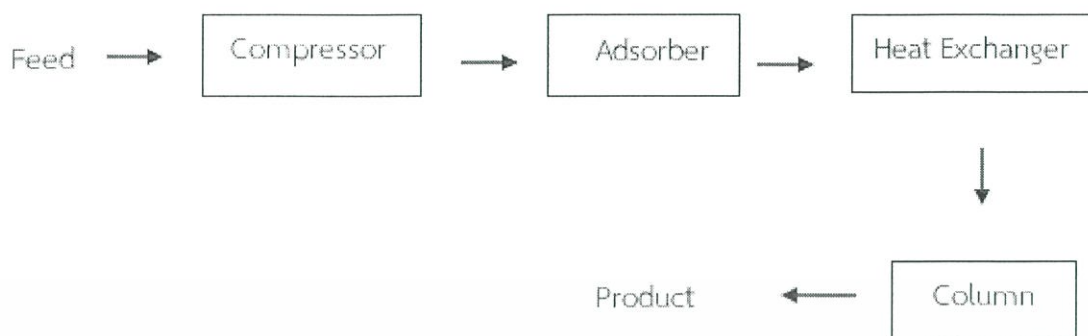 Feed
Compressor
Adsorber
Heat Exchanger
Column
Product